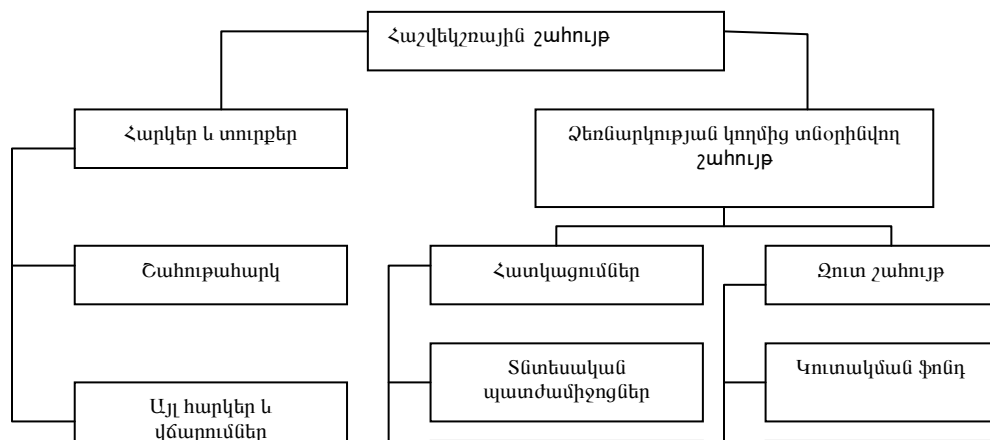 Հաշվեկշռային շահույթ
Հարկեր և տուրքեր
Ձեռնարկության կողմից տնօրինվող
շահույթ
Շահութահարկ
Հատկացումներ
Զուտ շահույթ
Տնտեսական
պատժամիջոցներ
Կուտակման ֆոնդ
Այլ հարկեր և
վճարումներ